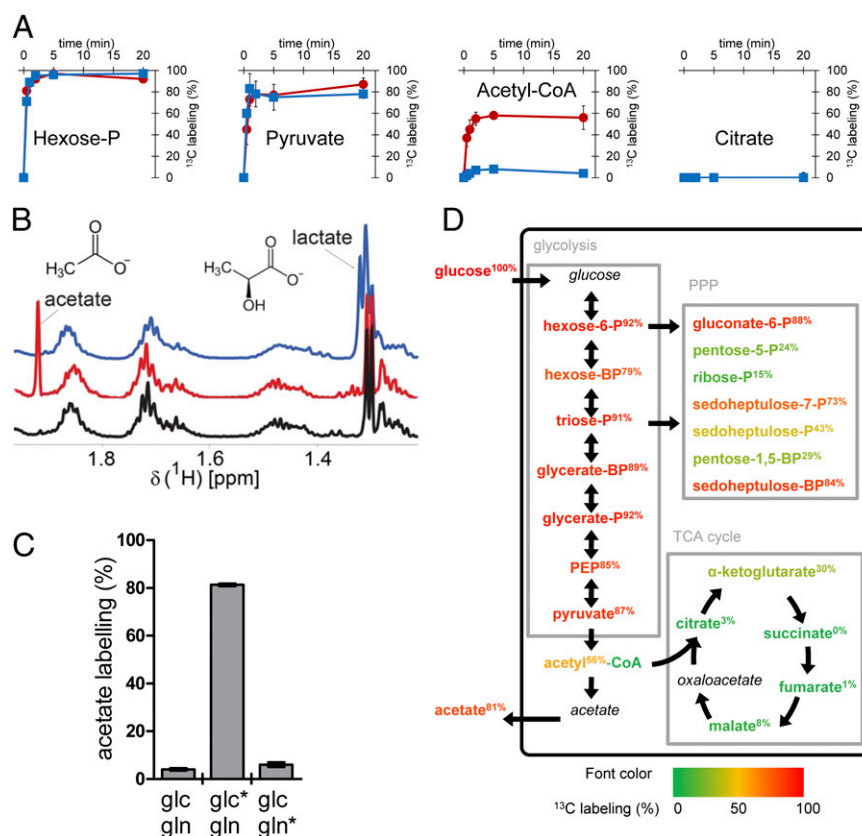 A
time (min)
0 5 10 15 20
100
80
60
40
20
0
13C labeling (%)
Hexose-P
time (min)
0 5 10 15 20
100
80
60
40
20
0
13C labeling (%)
Pyruvate
time (min)
0 5 10 15 20
100
80
60
40
20
0
13C labeling (%)
Acetyl-CoA
time (min)
0 5 10 15 20
100
80
60
40
20
0
13C labeling (%)
Citrate
B
O
H3C
O-
acetate
O
H3C
O-
OH
lactate
1.8 1.6 1.4
δ (1H) [ppm]
C
acetate labelling (%)
100
80
60
40
20
0
glc glc* glc
gln gln gln*
D
glycolysis
glucose100%
glucose
hexose-6-P92%
hexose-BP79%
triose-P91%
glycerate-BP89%
glycerate-P92%
PEP85%
pyruvate87%
acetyl56%-CoA
acetate
acetate81%
PPP
gluconate-6-P88%
pentose-5-P24%
ribose-P15%
sedoheptulose-7-P73%
sedoheptulose-P43%
pentose-1,5-BP29%
sedoheptulose-BP84%
TCA cycle
α-ketoglutarate30%
citrate3%
succinate0%
oxaloacetate
fumarate1%
malate8%
Font color
13C labeling (%) 0 50 100